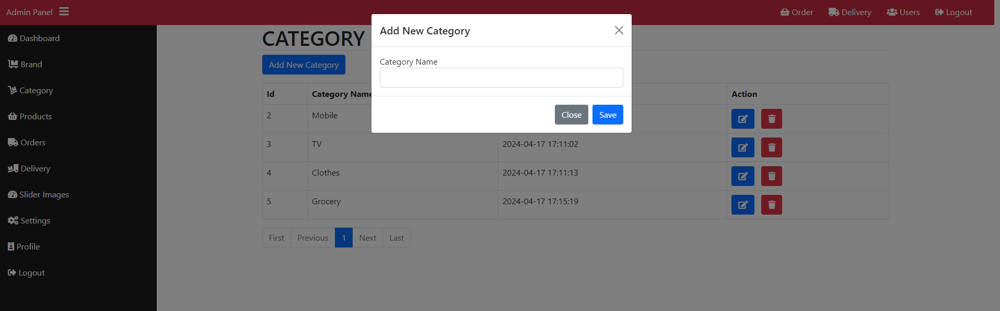 Admin Panel
Order
Delivery
Users
Logout
Dashboard
Brand
Category
Products
Orders
Delivery
Slider Images
Settings
Profile
Logout
CATEGORY
Add New Category
Id Category Name Action
2 Mobile
3 TV 2024-04-17 17:11:02
4 Clothes 2024-04-17 17:11:13
5 Grocery 2024-04-17 17:15:19
First Previous 1 Next Last
Add New Category
Category Name
Close Save